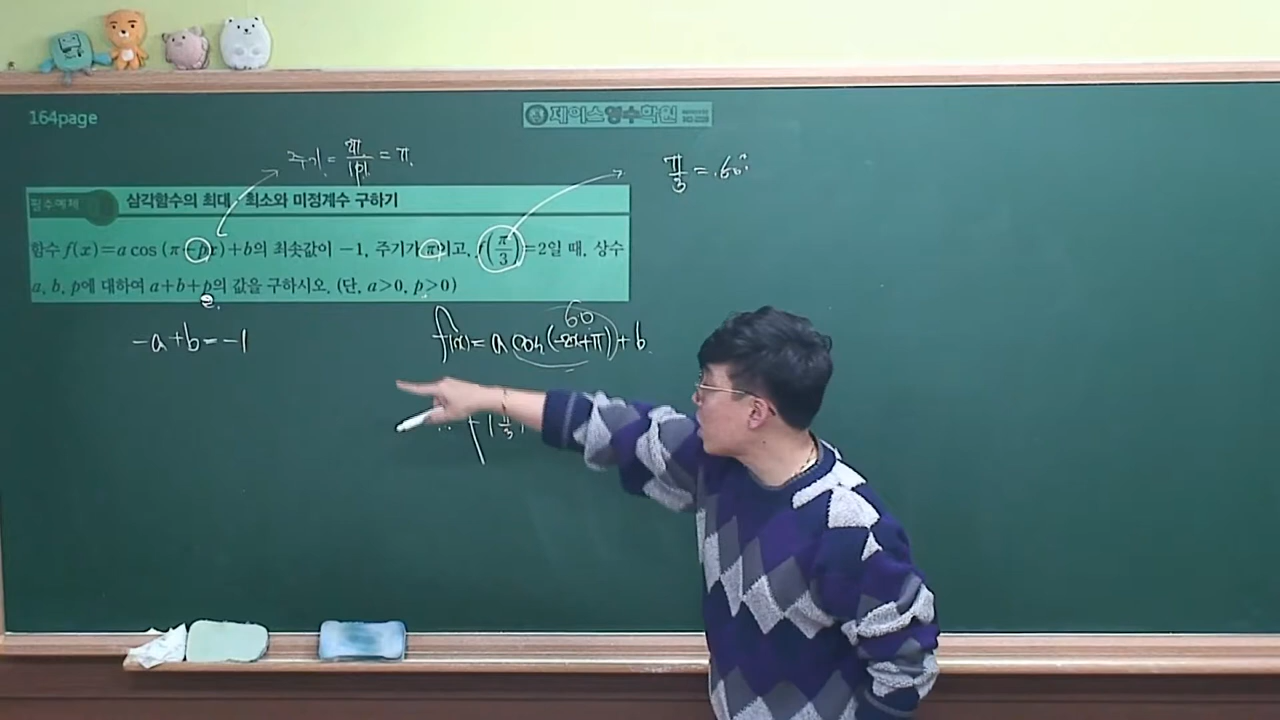 164page
제이스영수학원
주기 = 2π/|p| = π.
π/3 = 60°
필수예제
삼각함수의 최대·최소와 미정계수 구하기
함수 f(x)=a cos (π-px)+b의 최솟값이 -1, 주기가 π이고, f(π/3)=2일 때, 상수
a, b, p에 대하여 a+b+p의 값을 구하시오. (단, a>0, p>0)
2.
-a+b=-1
60
f(x)= a cos(-2x+π)+b
f(π/3)